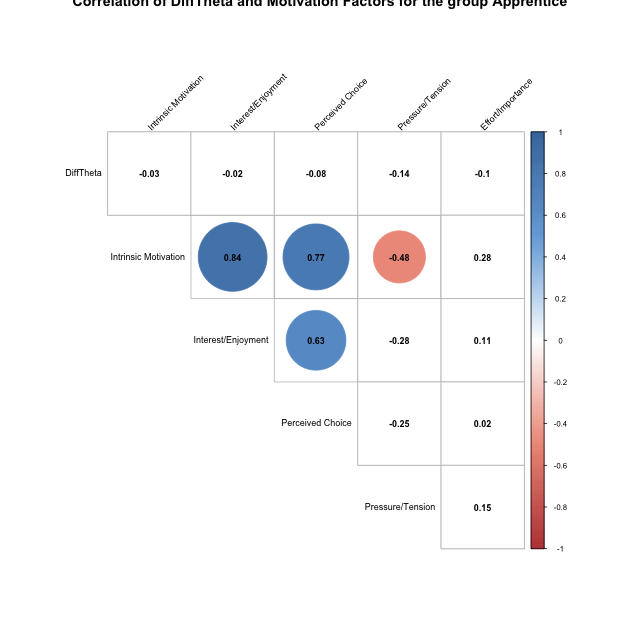 Correlation of DiffTheta and Motivation Factors for the group Apprentice
Intrinsic Motivation
Interest/Enjoyment
Perceived Choice
Pressure/Tension
Effort/Importance
DiffTheta -0.03 -0.02 -0.08 -0.14 -0.1
Intrinsic Motivation 0.84 0.77 -0.48 0.28
Interest/Enjoyment 0.63 -0.28 0.11
Perceived Choice -0.25 0.02
Pressure/Tension 0.15
1
0.8
0.6
0.4
0.2
0
-0.2
-0.4
-0.6
-0.8
-1